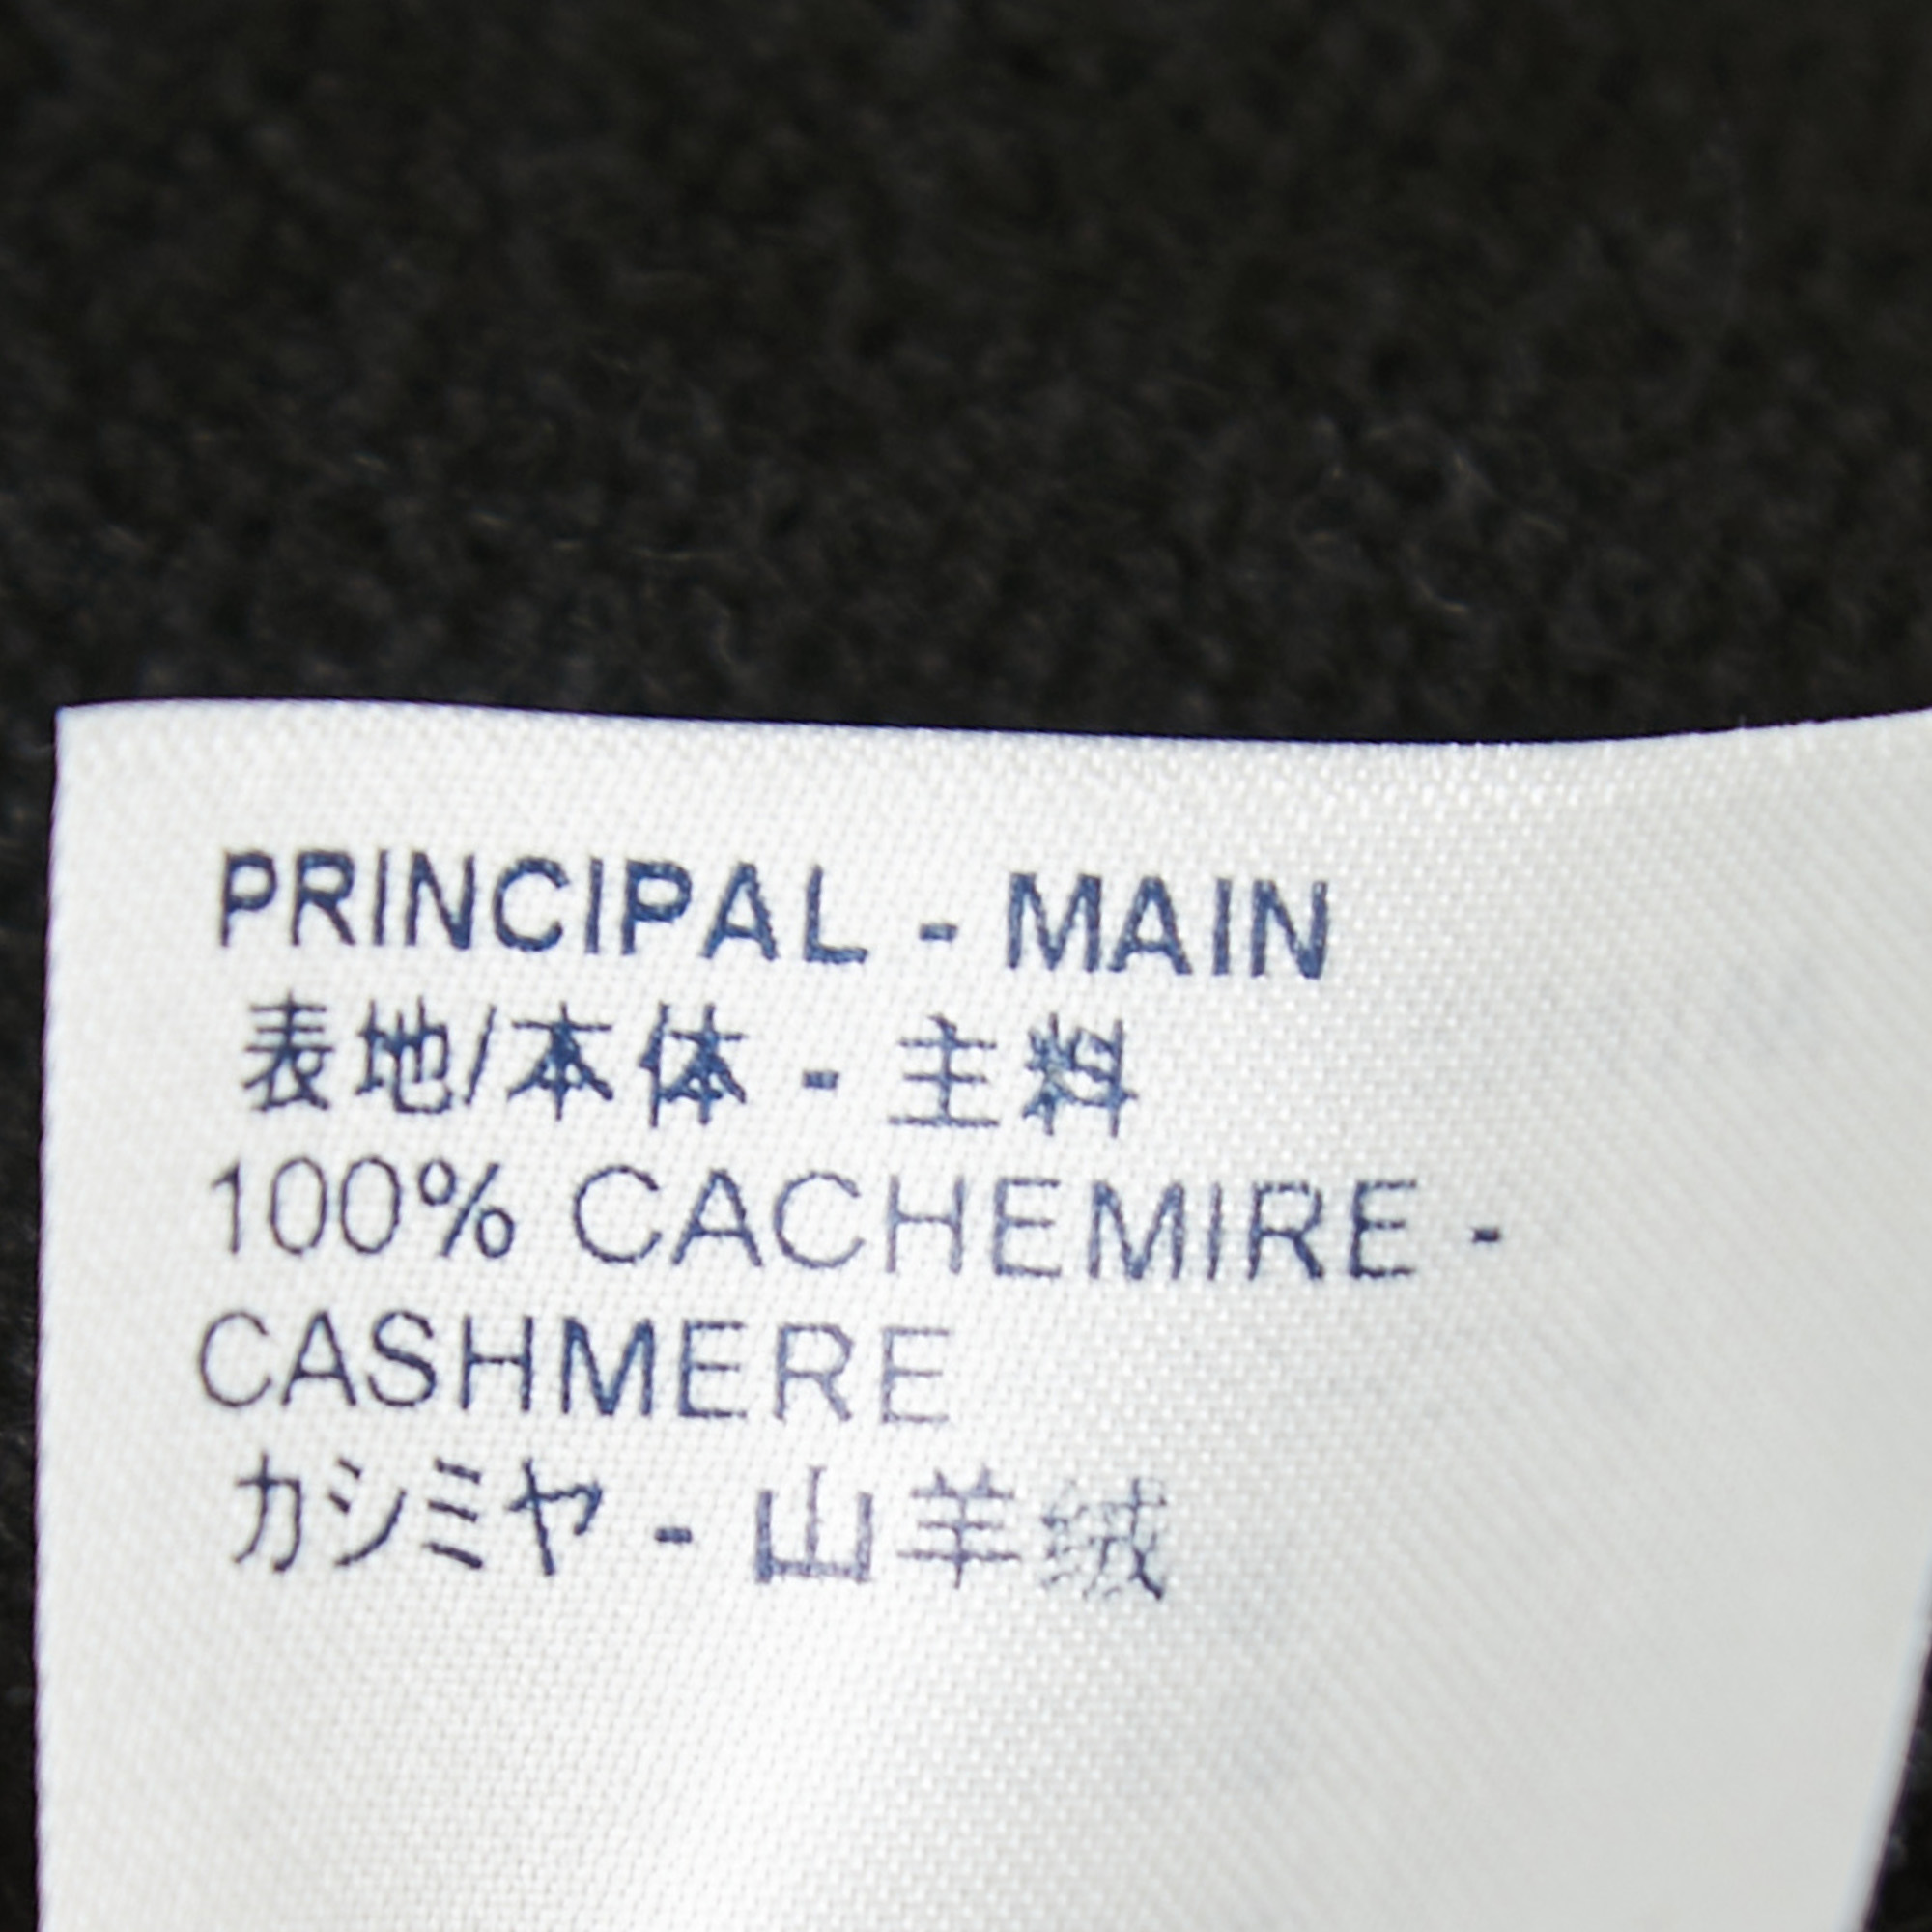 PRINCIPAL - MAIN
表地/本体 - 主料
100% CACHEMIRE -
CASHMERE
カシミヤ - 山羊绒